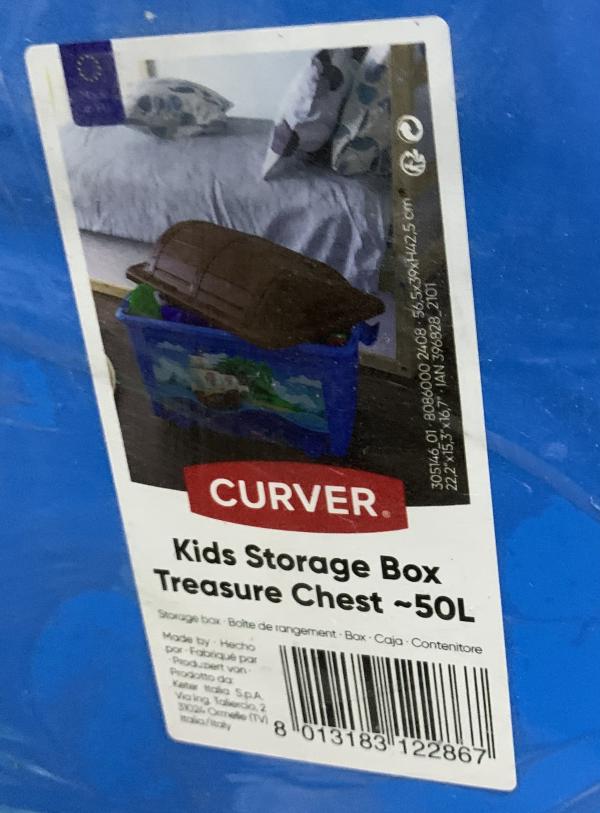 305146_01 · 8086000 2408 · 56,5x39xH42,5 cm
22,2"x15,3"x16,7" · IAN 396828_2101
CURVER®
Kids Storage Box
Treasure Chest ~50L
Storage box · Boîte de rangement · Box · Caja · Contenitore
Made by · Hecho
por · Fabriqué par
· Produziert von ·
Prodotto da:
Keter Italia S.p.A.
Via Ing. Taliercio, 2
31024 Ormelle (TV)
Italia/Italy
8 013183 122867